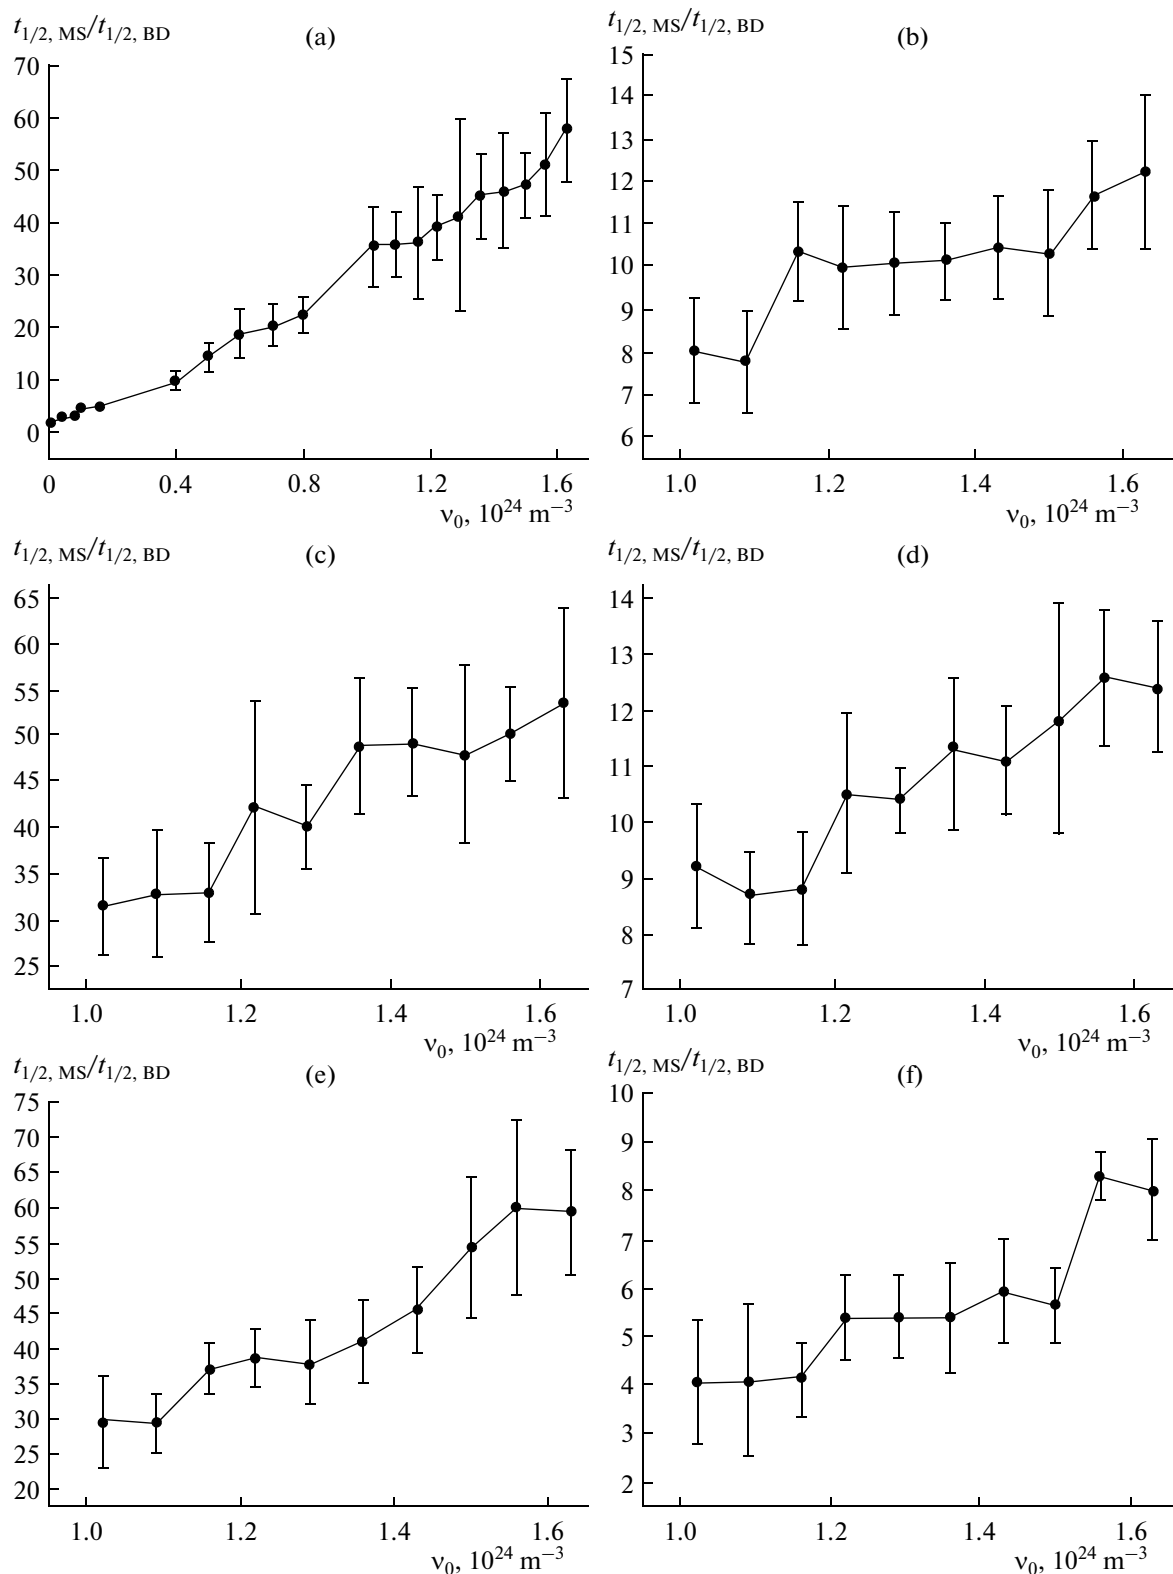 t1/2, MS/t1/2, BD
(a)
70
60
50
40
30
20
10
0
0 0.4 0.8 1.2 1.6
ν0, 10^24 m^−3
t1/2, MS/t1/2, BD
(b)
15
14
13
12
11
10
9
8
7
6
1.0 1.2 1.4 1.6
ν0, 10^24 m^−3
t1/2, MS/t1/2, BD
(c)
65
60
55
50
45
40
35
30
25
1.0 1.2 1.4 1.6
ν0, 10^24 m^−3
t1/2, MS/t1/2, BD
(d)
14
13
12
11
10
9
8
7
1.0 1.2 1.4 1.6
ν0, 10^24 m^−3
t1/2, MS/t1/2, BD
(e)
75
70
65
60
55
50
45
40
35
30
25
20
1.0 1.2 1.4 1.6
ν0, 10^24 m^−3
t1/2, MS/t1/2, BD
(f)
10
9
8
7
6
5
4
3
2
1.0 1.2 1.4 1.6
ν0, 10^24 m^−3